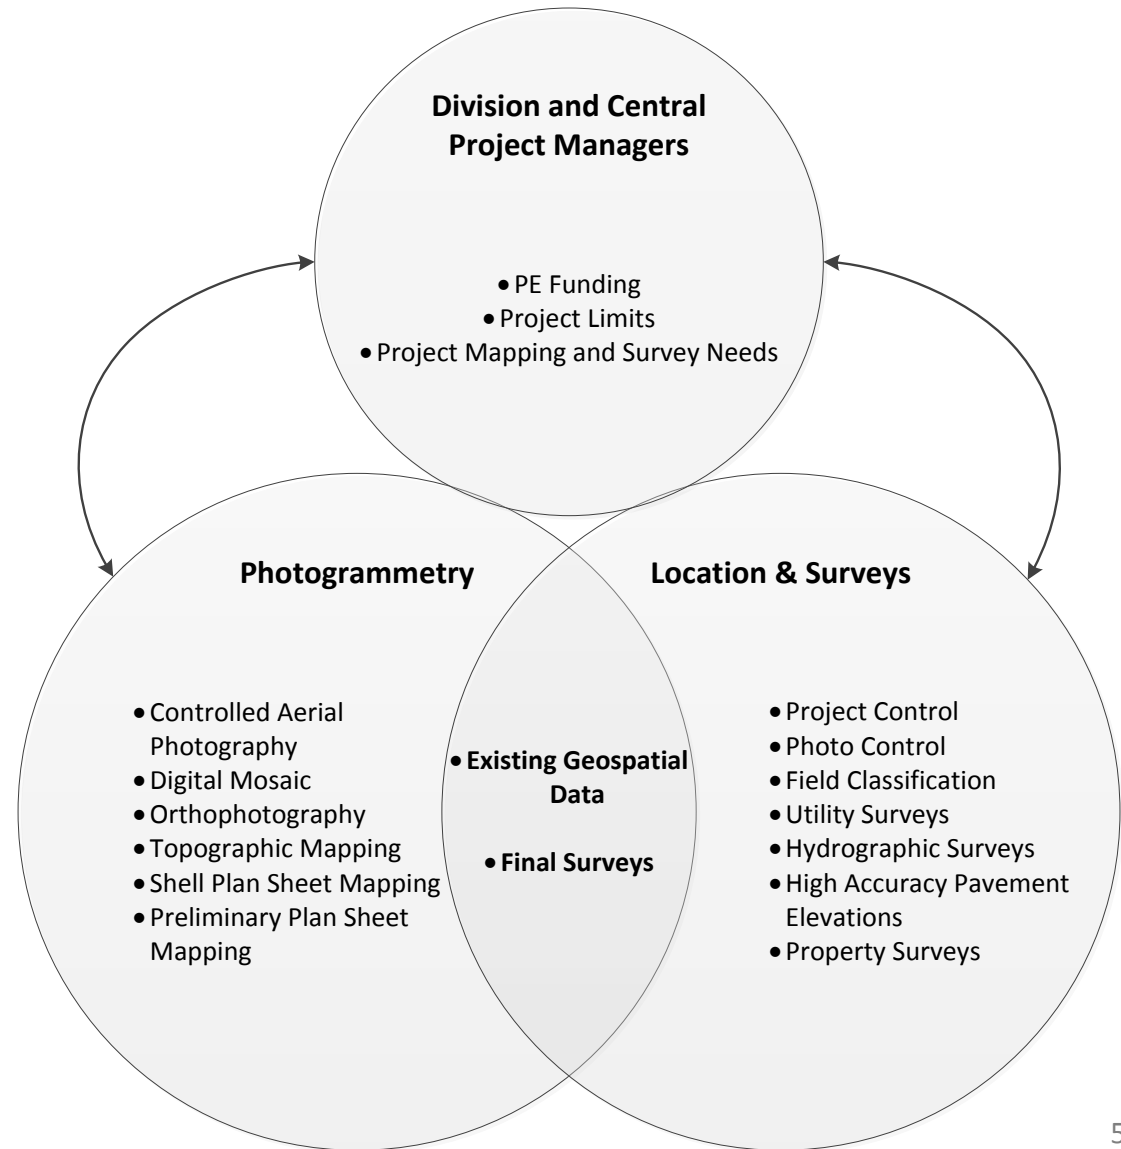 Division and Central
Project Managers
• PE Funding
• Project Limits
• Project Mapping and Survey Needs
Photogrammetry
• Controlled Aerial
Photography
• Digital Mosaic
• Orthophotography
• Topographic Mapping
• Shell Plan Sheet Mapping
• Preliminary Plan Sheet
Mapping
• Existing Geospatial
Data
• Final Surveys
Location & Surveys
• Project Control
• Photo Control
• Field Classification
• Utility Surveys
• Hydrographic Surveys
• High Accuracy Pavement
Elevations
• Property Surveys
5